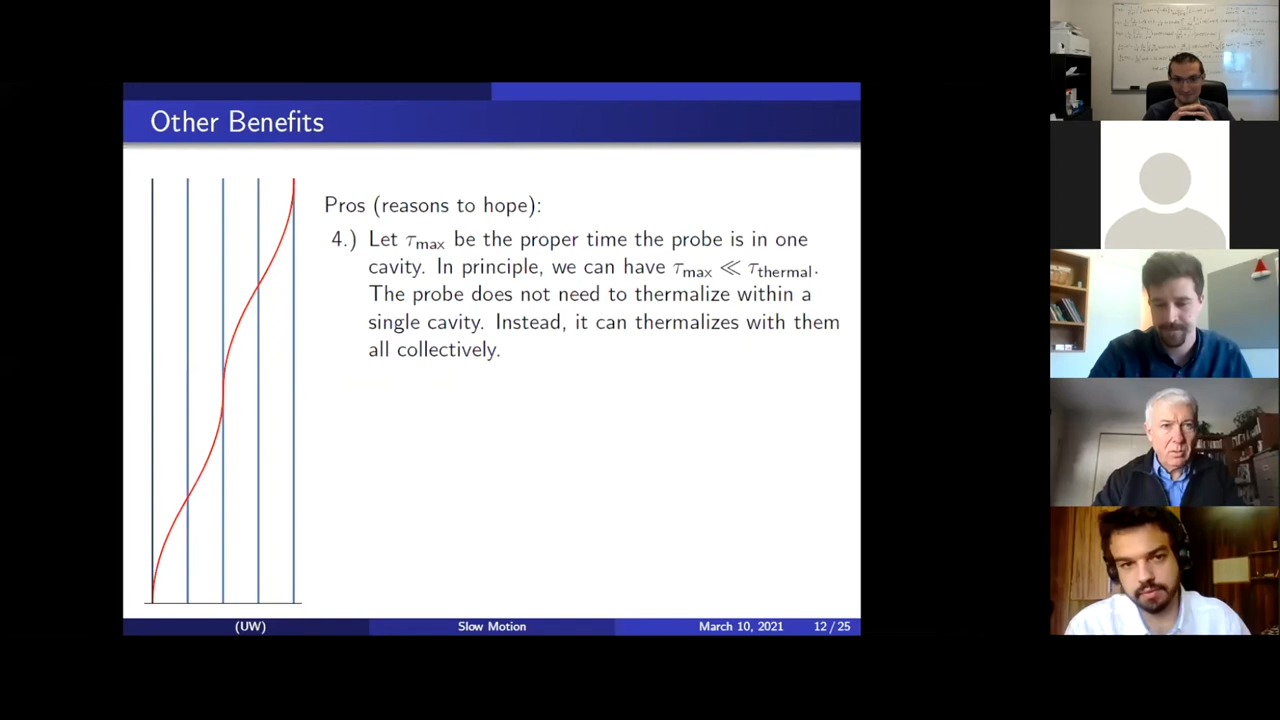 Other Benefits
Pros (reasons to hope):
4.) Let τmax be the proper time the probe is in one
cavity. In principle, we can have τmax ≪ τthermal.
The probe does not need to thermalize within a
single cavity. Instead, it can thermalizes with them
all collectively.
(UW) Slow Motion March 10, 2021 12 / 25